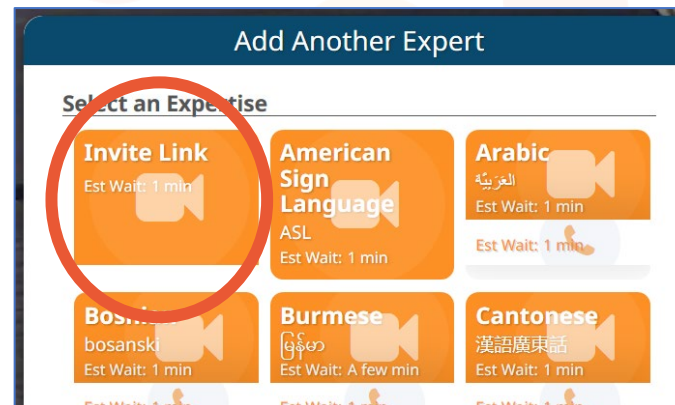 Add Another Expert
Select an Expertise
Invite Link
Est Wait: 1 min
American
Sign
Language
ASL
Est Wait: 1 min
Arabic
العَرَبِيَّة
Est Wait: 1 min
Est Wait: 1 min
Bosnian
bosanski
Est Wait: 1 min
Burmese
မြန်မာ
Est Wait: A few min
Cantonese
漢語廣東話
Est Wait: 1 min